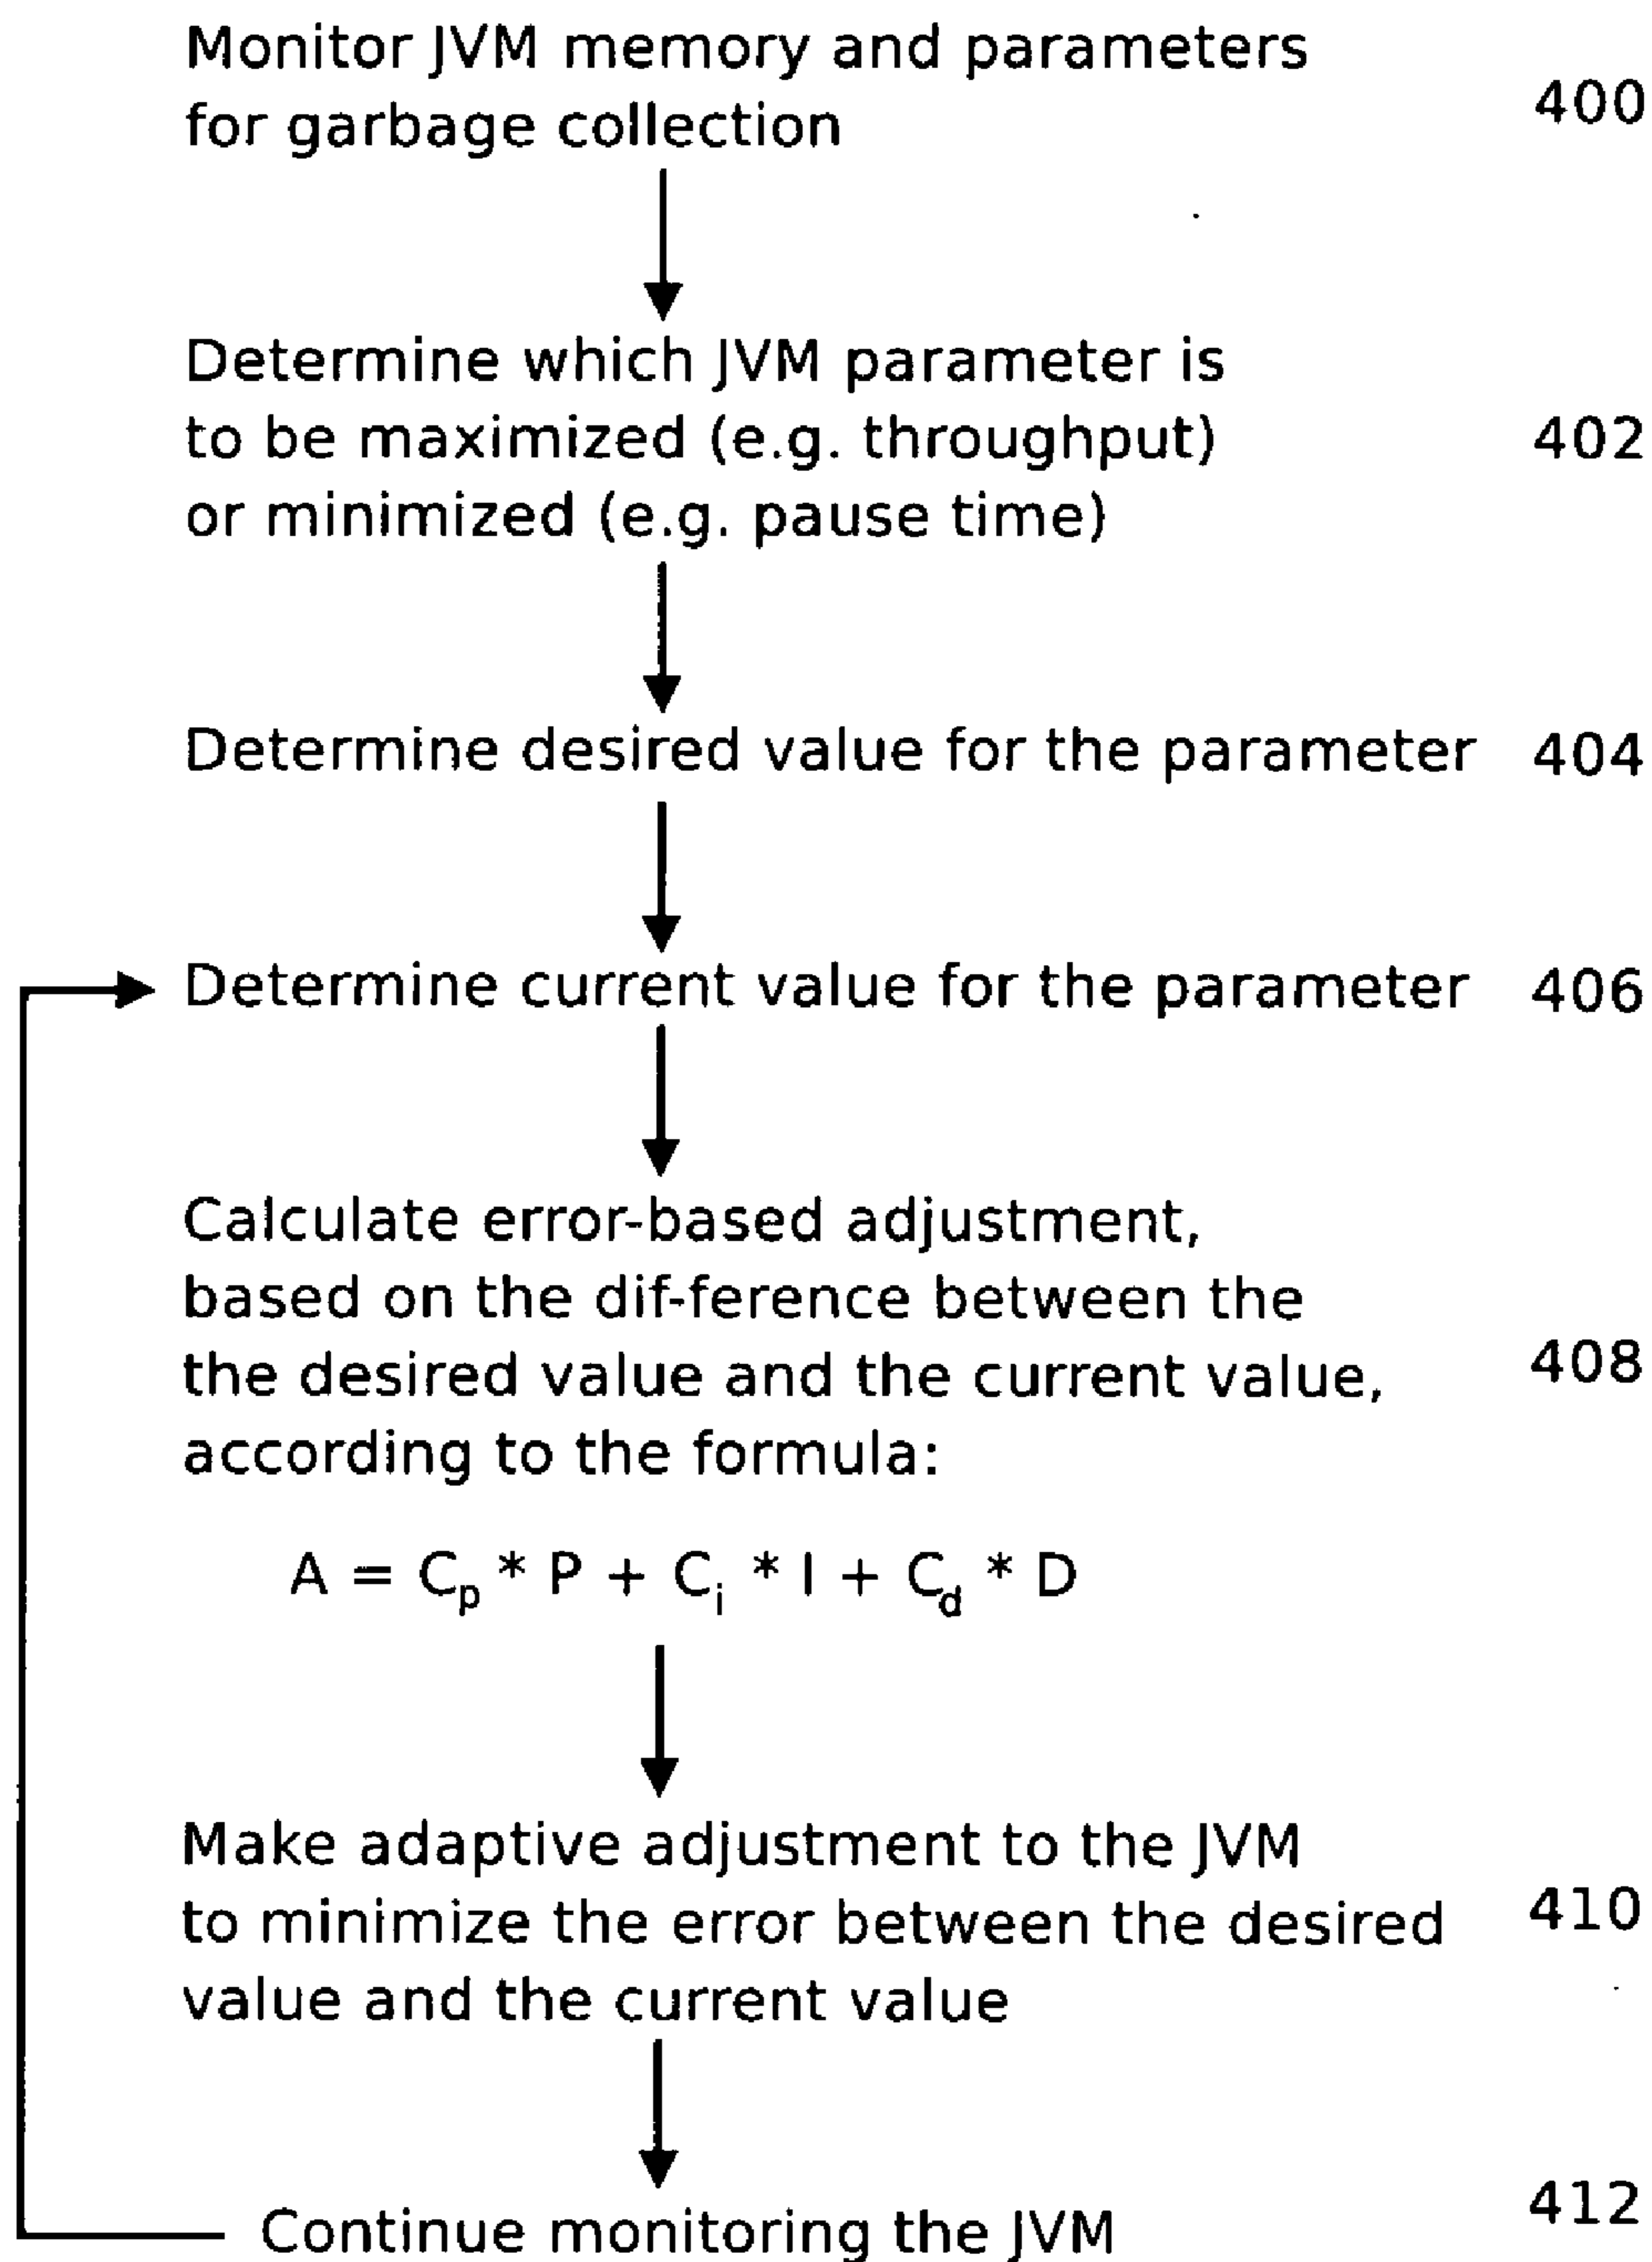 Monitor JVM memory and parameters
for garbage collection
400
Determine which JVM parameter is
to be maximized (e.g. throughput)
402
or minimized (e.g. pause time)
Determine desired value for the parameter 404
Determine current value for the parameter 406
Calculate error-based adjustment,
based on the dif-ference between the
the desired value and the current value,
408
according to the formula:
A = Cp * P + Ci * I + Cd * D
Make adaptive adjustment to the JVM
to minimize the error between the desired
410
value and the current value
Continue monitoring the JVM
412